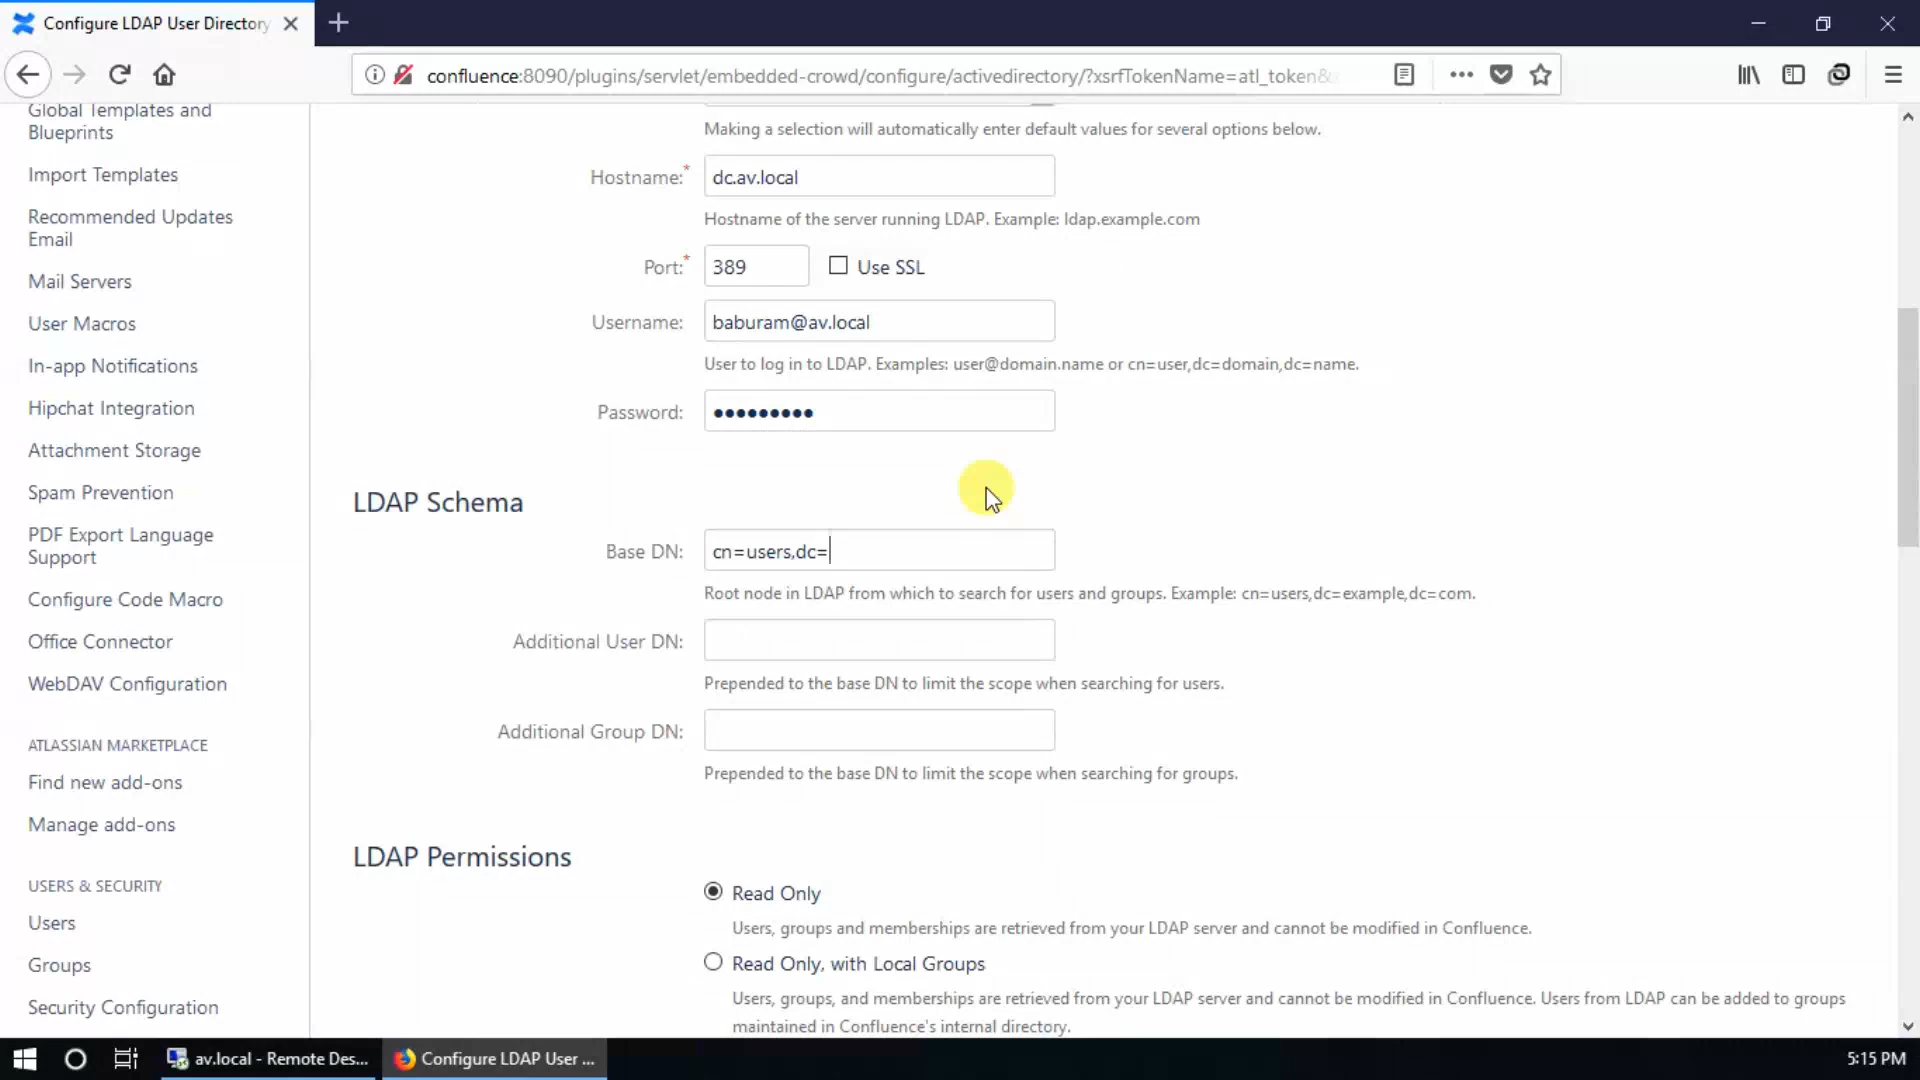 Configure LDAP User Directory
confluence:8090/plugins/servlet/embedded-crowd/configure/activedirectory/?xsrfTokenName=atl_token&
Global Templates and
Blueprints
Import Templates
Recommended Updates
Email
Mail Servers
User Macros
In-app Notifications
Hipchat Integration
Attachment Storage
Spam Prevention
PDF Export Language
Support
Configure Code Macro
Office Connector
WebDAV Configuration
ATLASSIAN MARKETPLACE
Find new add-ons
Manage add-ons
USERS & SECURITY
Users
Groups
Security Configuration
Making a selection will automatically enter default values for several options below.
Hostname:* dc.av.local
Hostname of the server running LDAP. Example: ldap.example.com
Port:* 389 Use SSL
Username: baburam@av.local
User to log in to LDAP. Examples: user@domain.name or cn=user,dc=domain,dc=name.
Password: •••••••••
LDAP Schema
Base DN: cn=users,dc=
Root node in LDAP from which to search for users and groups. Example: cn=users,dc=example,dc=com.
Additional User DN:
Prepended to the base DN to limit the scope when searching for users.
Additional Group DN:
Prepended to the base DN to limit the scope when searching for groups.
LDAP Permissions
Read Only
Users, groups and memberships are retrieved from your LDAP server and cannot be modified in Confluence.
Read Only, with Local Groups
Users, groups, and memberships are retrieved from your LDAP server and cannot be modified in Confluence. Users from LDAP can be added to groups
maintained in Confluence's internal directory.
av.local - Remote Des...
Configure LDAP User ...
5:15 PM